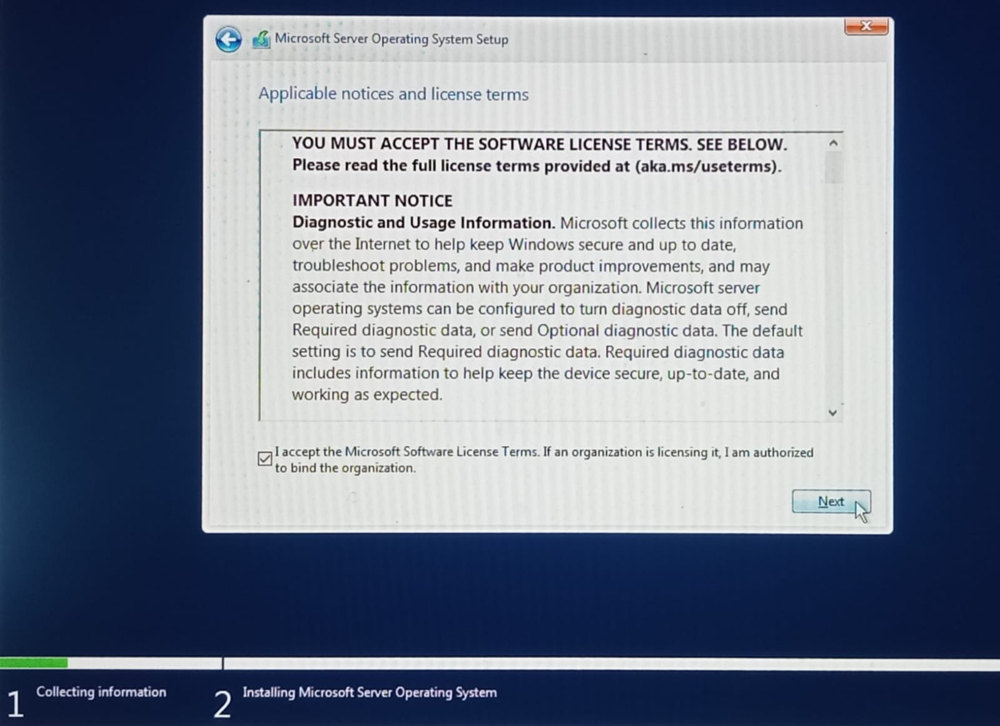 Microsoft Server Operating System Setup
X
Applicable notices and license terms
YOU MUST ACCEPT THE SOFTWARE LICENSE TERMS. SEE BELOW.
Please read the full license terms provided at (aka.ms/useterms).
IMPORTANT NOTICE
Diagnostic and Usage Information. Microsoft collects this information
over the Internet to help keep Windows secure and up to date,
troubleshoot problems, and make product improvements, and may
associate the information with your organization. Microsoft server
operating systems can be configured to turn diagnostic data off, send
Required diagnostic data, or send Optional diagnostic data. The default
setting is to send Required diagnostic data. Required diagnostic data
includes information to help keep the device secure, up-to-date, and
working as expected.
I accept the Microsoft Software License Terms. If an organization is licensing it, I am authorized
to bind the organization.
Next
1 Collecting information
2 Installing Microsoft Server Operating System